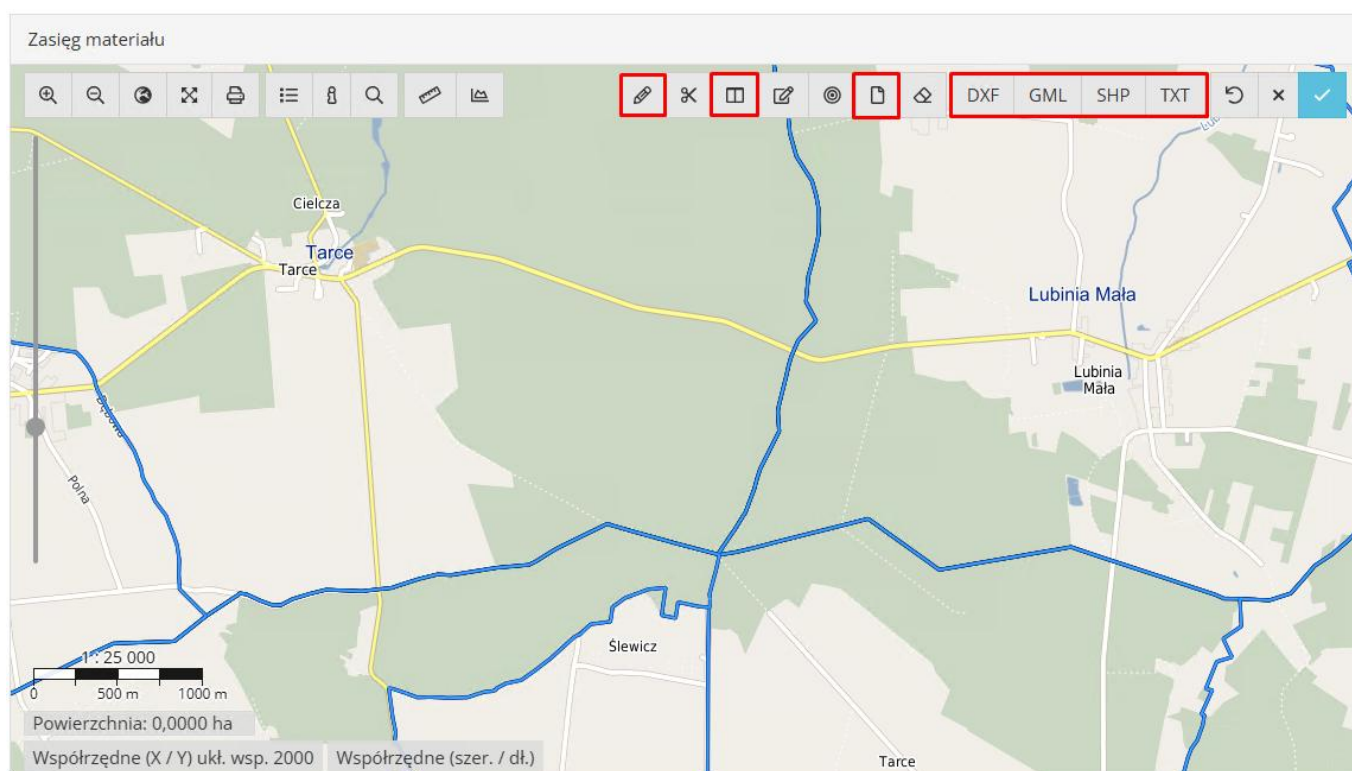 Zasięg materiału
DXF GML SHP TXT
Cielcza
Tarce
Tarce
Lubinia Mała
Lubinia
Mała
Dębowa
Polna
Ślewicz
1 : 25 000
0 500 m 1000 m
Powierzchnia: 0,0000 ha
Współrzędne (X / Y) ukł. wsp. 2000 Współrzędne (szer. / dł.)
Tarce